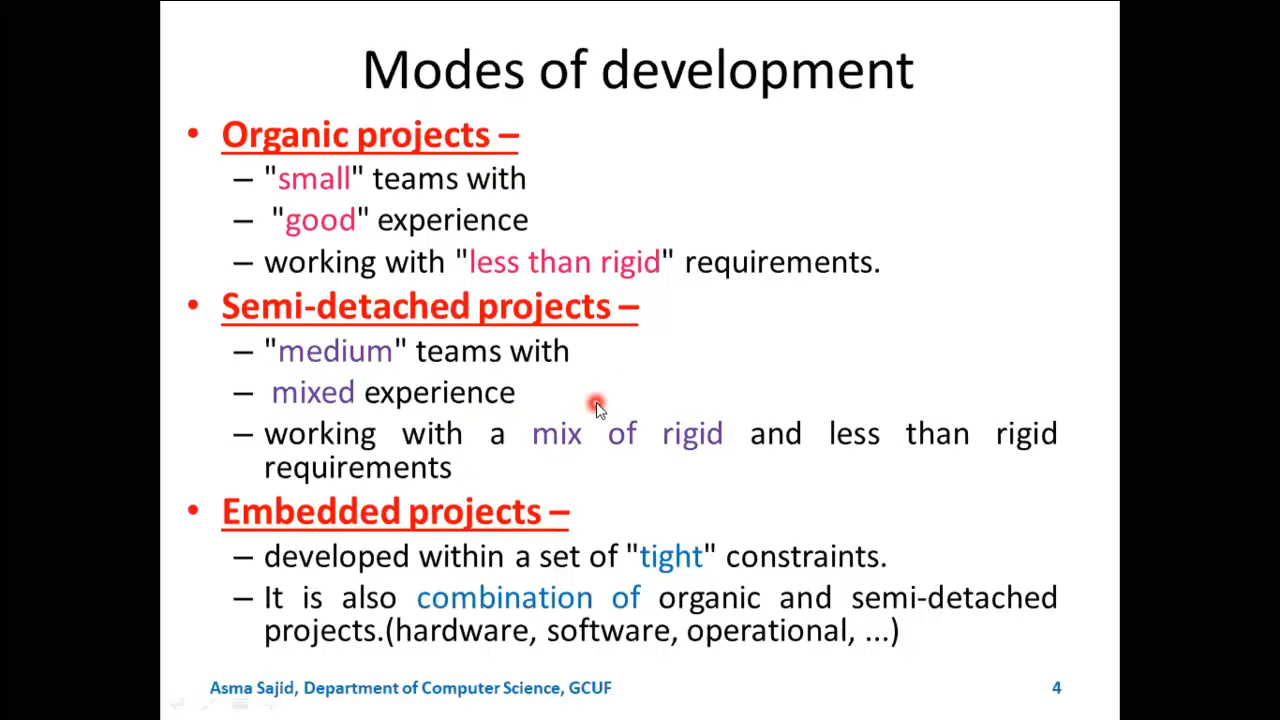 Modes of development
• Organic projects –
– "small" teams with
– "good" experience
– working with "less than rigid" requirements.
• Semi-detached projects –
– "medium" teams with
– mixed experience
– working with a mix of rigid and less than rigid
requirements
• Embedded projects –
– developed within a set of "tight" constraints.
– It is also combination of organic and semi-detached
projects.(hardware, software, operational, ...)
Asma Sajid, Department of Computer Science, GCUF
4